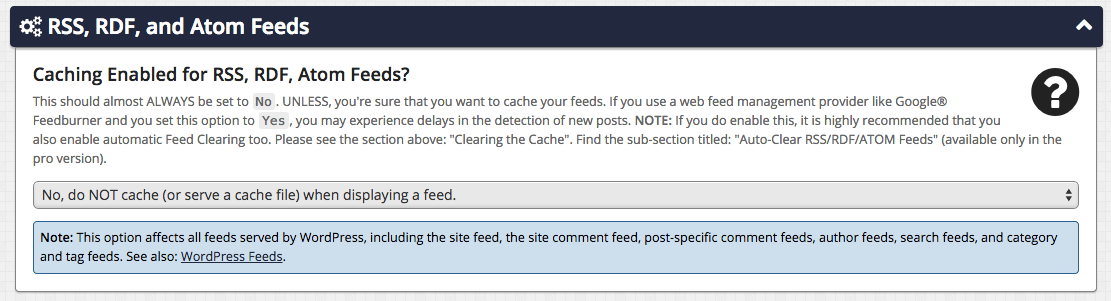 RSS, RDF, and Atom Feeds
Caching Enabled for RSS, RDF, Atom Feeds?
This should almost ALWAYS be set to No . UNLESS, you're sure that you want to cache your feeds. If you use a web feed management provider like Google®
Feedburner and you set this option to Yes , you may experience delays in the detection of new posts. NOTE: If you do enable this, it is highly recommended that you
also enable automatic Feed Clearing too. Please see the section above: "Clearing the Cache". Find the sub-section titled: "Auto-Clear RSS/RDF/ATOM Feeds" (available only in the
pro version).
No, do NOT cache (or serve a cache file) when displaying a feed.
Note: This option affects all feeds served by WordPress, including the site feed, the site comment feed, post-specific comment feeds, author feeds, search feeds, and category
and tag feeds. See also: WordPress Feeds.